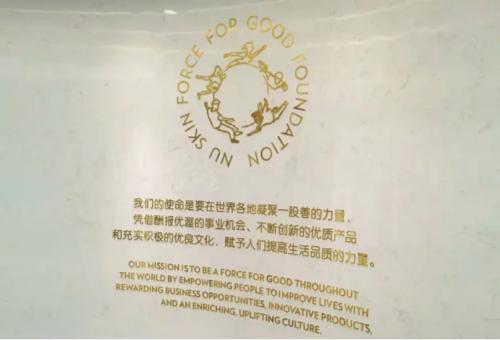 NU SKIN FORCE FOR GOOD FOUNDATION
我们的使命是要在世界各地凝聚一股善的力量，
凭借酬报优渥的事业机会、不断创新的优质产品
和充实积极的优良文化，赋予人们提高生活品质的力量。
OUR MISSION IS TO BE A FORCE FOR GOOD THROUGHOUT
THE WORLD BY EMPOWERING PEOPLE TO IMPROVE LIVES WITH
REWARDING BUSINESS OPPORTUNITIES, INNOVATIVE PRODUCTS,
AND AN ENRICHING, UPLIFTING CULTURE.